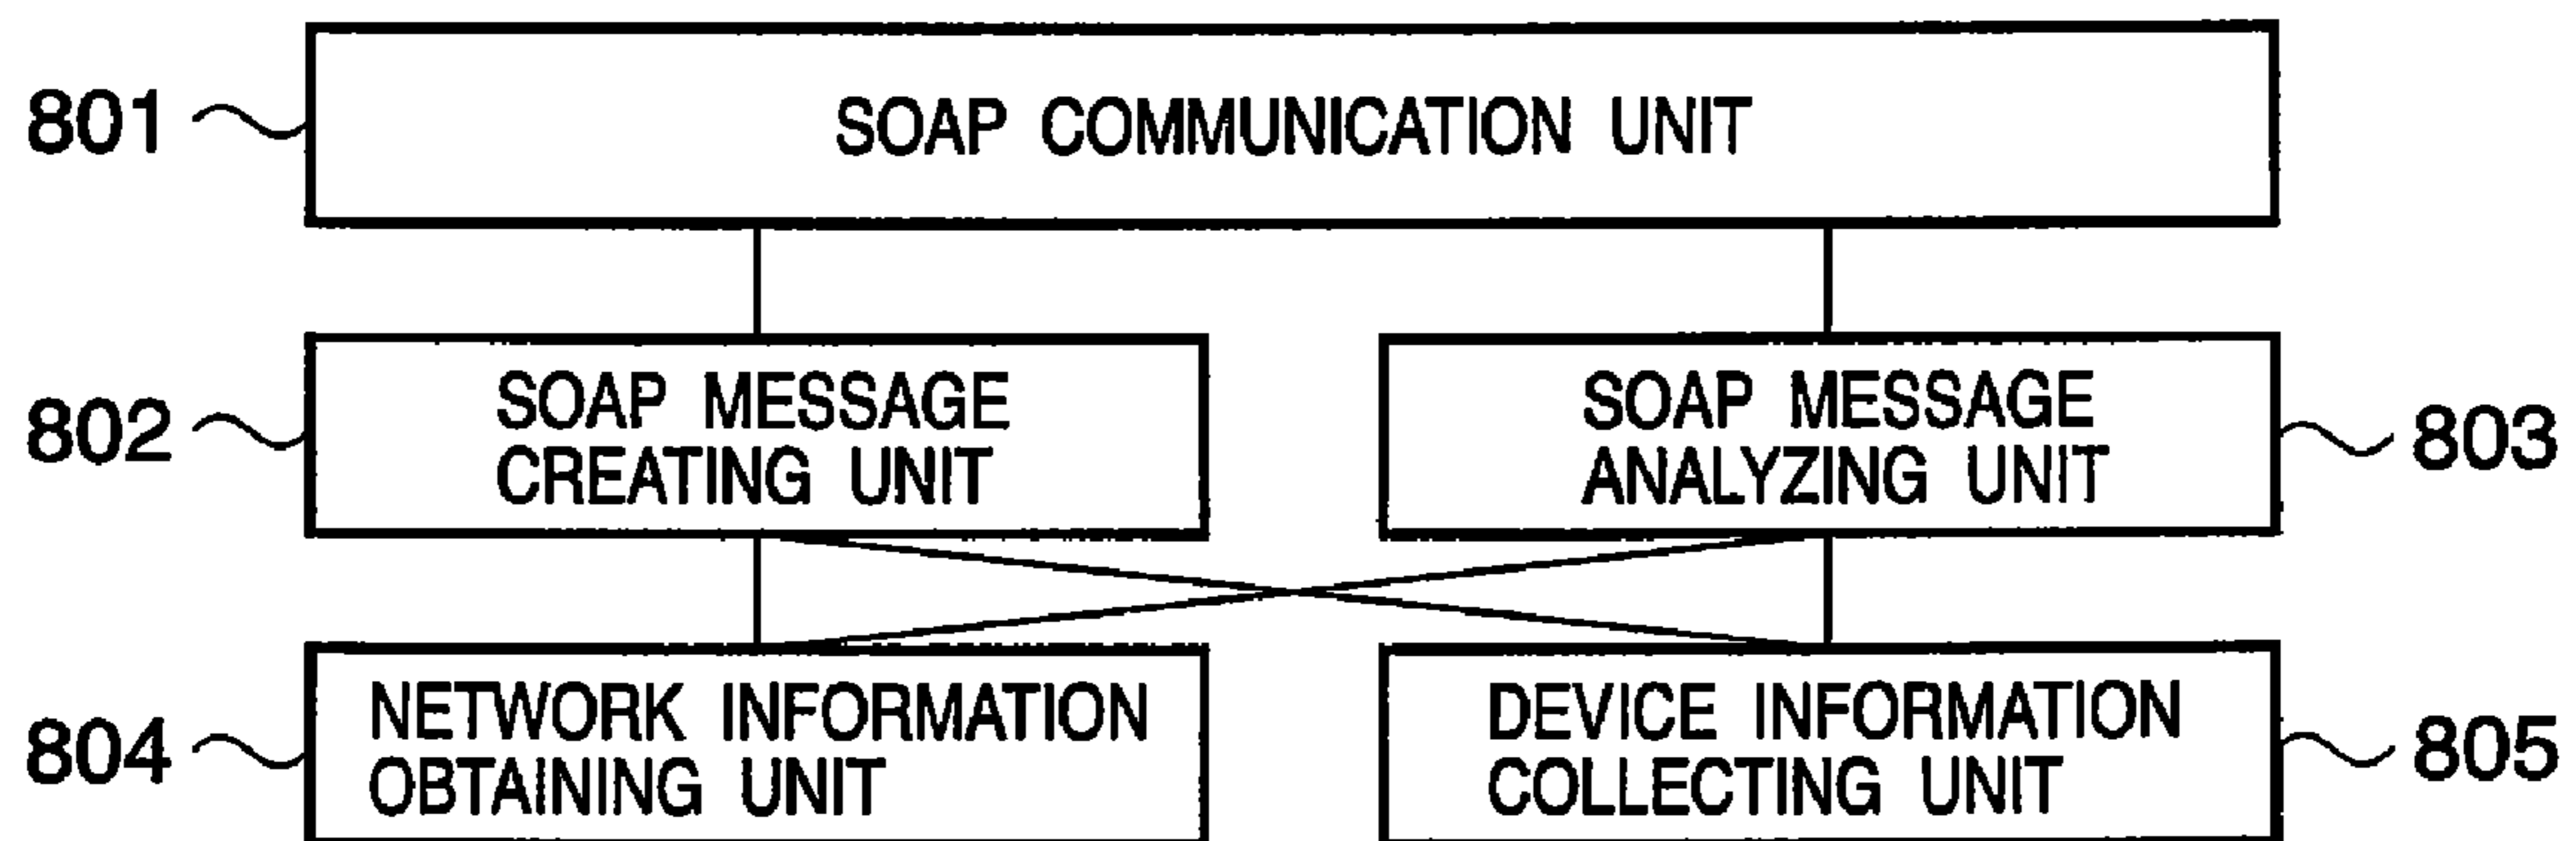 801
SOAP COMMUNICATION UNIT
802
SOAP MESSAGE
CREATING UNIT
SOAP MESSAGE
ANALYZING UNIT
803
804
NETWORK INFORMATION
OBTAINING UNIT
DEVICE INFORMATION
COLLECTING UNIT
805